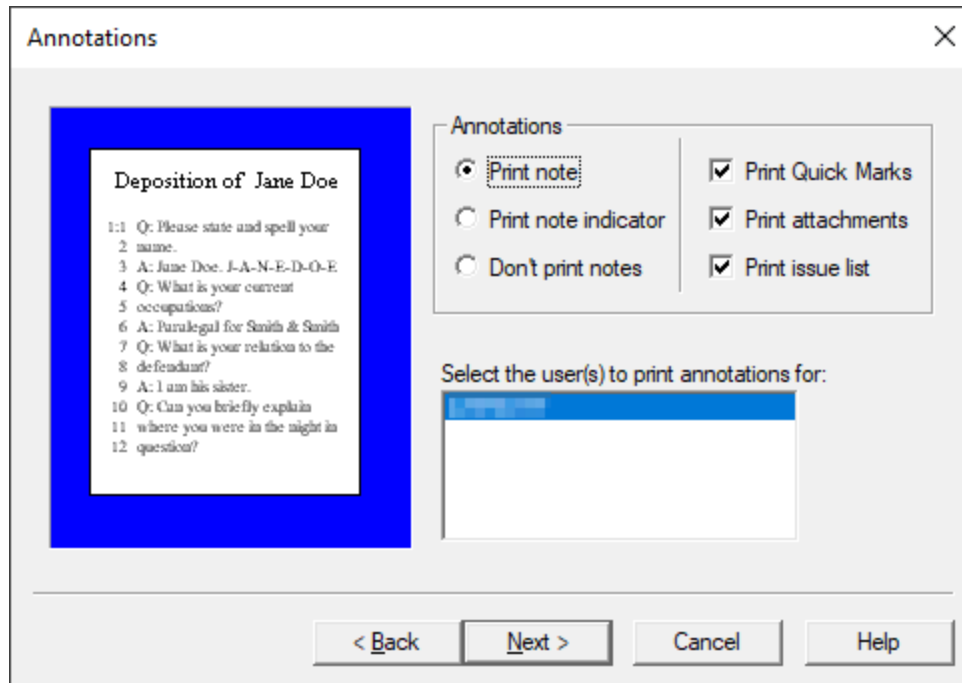 Annotations
Deposition of Jane Doe
1:1 Q: Please state and spell your
2 name.
3 A: Jane Doe. J-A-N-E-D-O-E
4 Q: What is your current
5 occupations?
6 A: Paralegal for Smith & Smith
7 Q: What is your relation to the
8 defendant?
9 A: I am his sister.
10 Q: Can you briefly explain
11 where you were in the night in
12 question?
Annotations
Print note
Print note indicator
Don't print notes
Print Quick Marks
Print attachments
Print issue list
Select the user(s) to print annotations for:
< Back
Next >
Cancel
Help